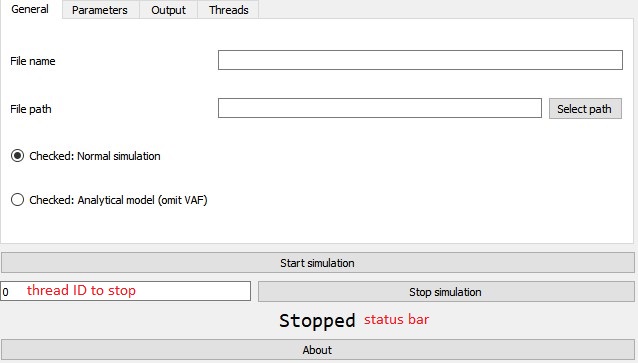 General Parameters Output Threads
File name
File path Select path
Checked: Normal simulation
Checked: Analytical model (omit VAF)
Start simulation
0 thread ID to stop Stop simulation
Stopped status bar
About